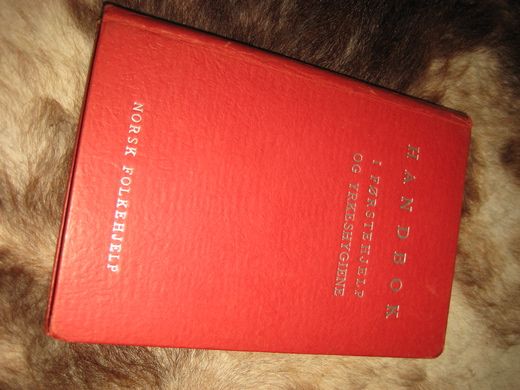 HÅNDBOK
I FØRSTEHJELP
OG YRKESHYGIENE
NORSK FOLKEHJELP